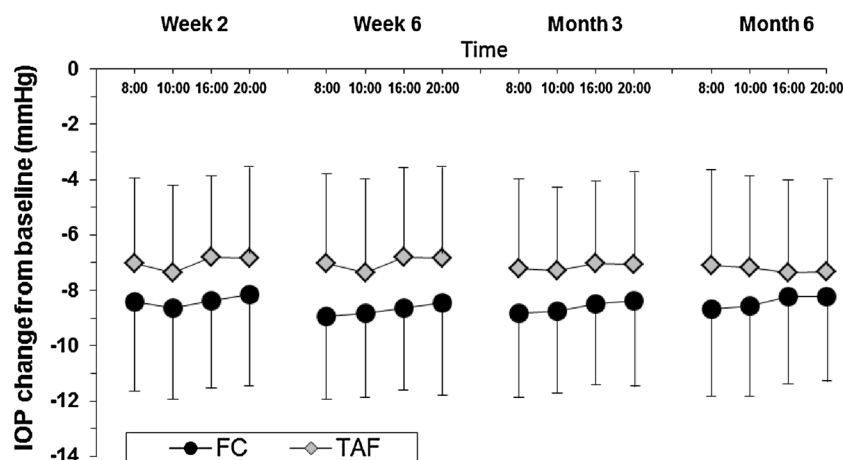 Week 2 Week 6 Month 3 Month 6
Time
0
8:00 10:00 16:00 20:00 8:00 10:00 16:00 20:00 8:00 10:00 16:00 20:00 8:00 10:00 16:00 20:00
-2
-4
-6
-8
-10
-12
-14
IOP change from baseline (mmHg)
FC TAF